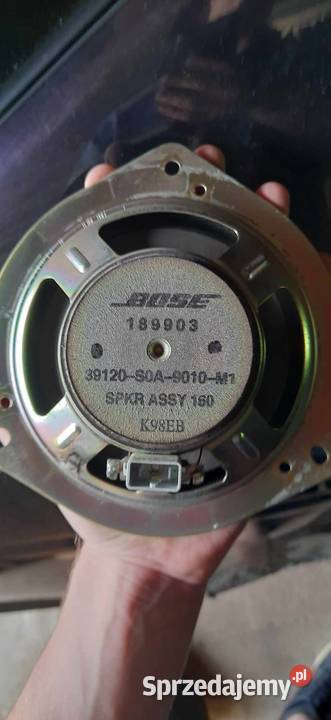 BOSE
189903
39120-S0A-9010-M1
SPKR ASSY 160
K98EB
Sprzedajemy.pl